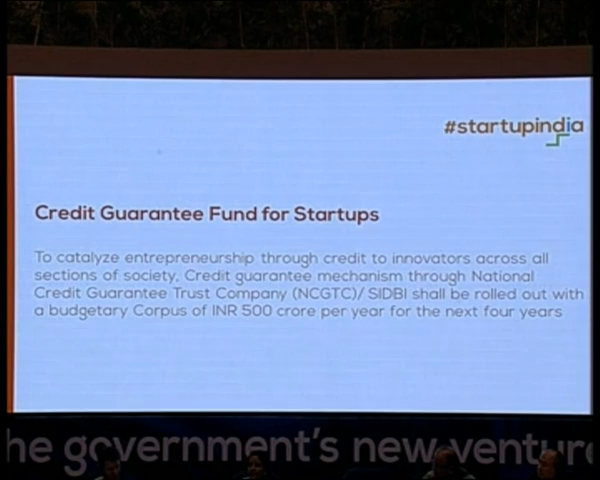 #startupindia
Credit Guarantee Fund for Startups
To catalyze entrepreneurship through credit to innovators across all
sections of society, Credit guarantee mechanism through National
Credit Guarantee Trust Company (NCGTC)/ SIDBI shall be rolled out with
a budgetary Corpus of INR 500 crore per year for the next four years
he government's new venture